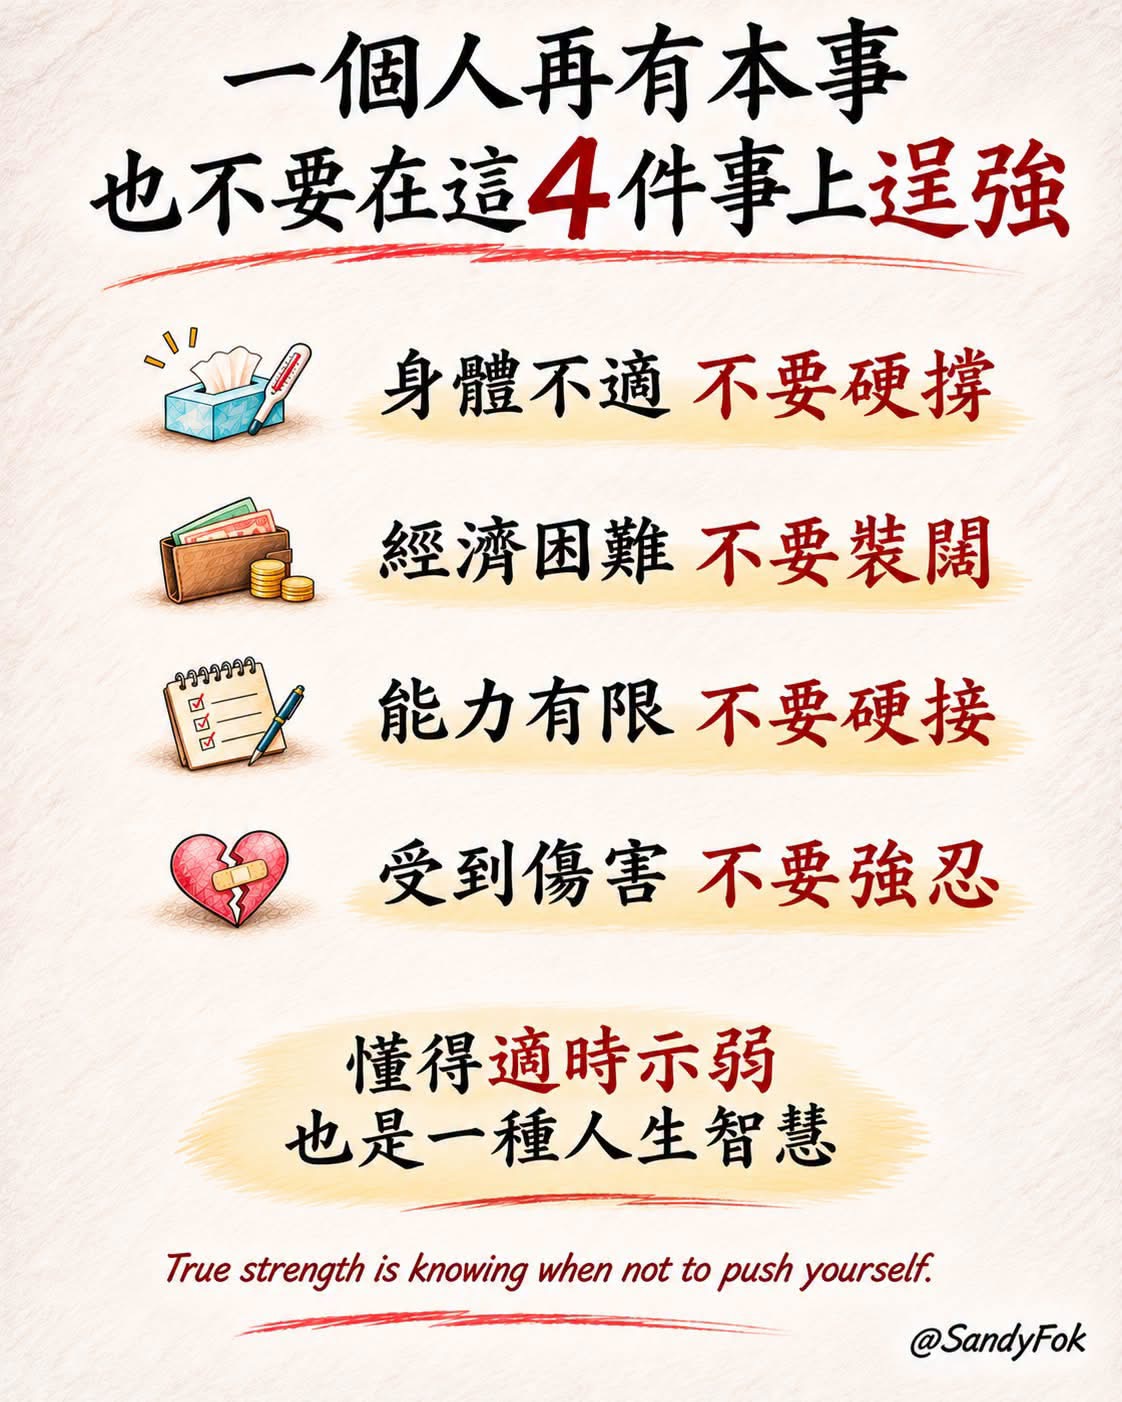 一個人再有本事
也不要在這4件事上逞強
身體不適 不要硬撐
經濟困難 不要裝闊
能力有限 不要硬接
受到傷害 不要強忍
懂得適時示弱
也是一種人生智慧
True strength is knowing when not to push yourself.
@SandyFok